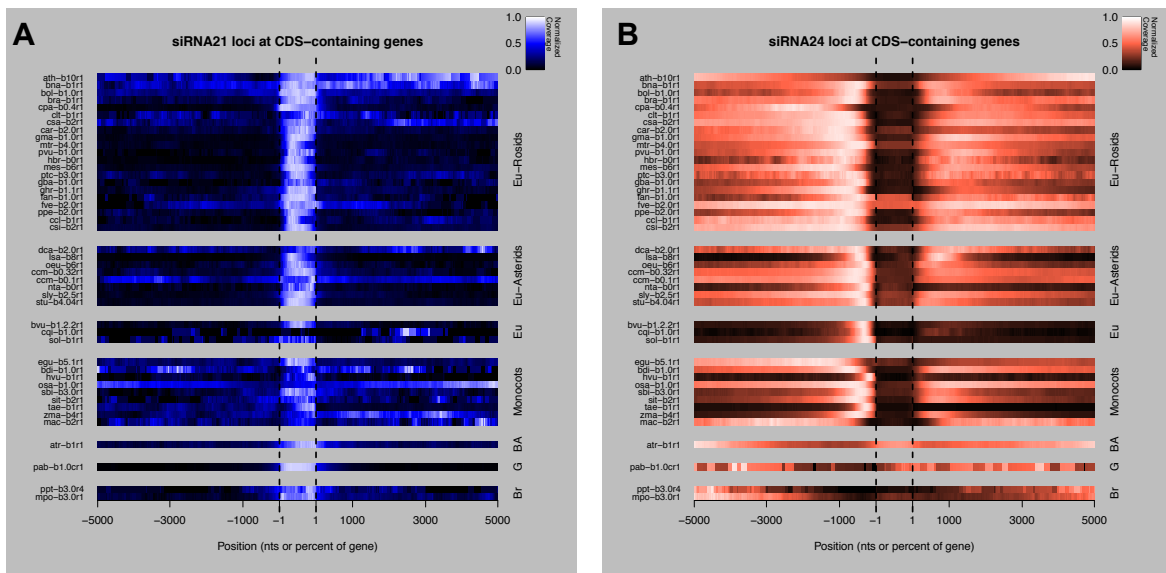 A
siRNA21 loci at CDS−containing genes
1.0
0.5
0.0
Normalized
Coverage
ath−b10r1
bna−b1r1
bol−b1.0r1
bra−b1r1
cpa−b0.4r1
clt−b1r1
csa−b2r1
car−b2.0r1
gma−b1.0r1
mtr−b4.0r1
pvu−b1.0r1
hbr−b0r1
mes−b6r1
ptc−b3.0r1
gba−b1.0r1
ghr−b1.1r1
fan−b1.0r1
fve−b2.0r1
ppe−b2.0r1
ccl−b1r1
csi−b2r1
Eu−Rosids
dca−b2.0r1
lsa−b8r1
oeu−b6r1
ccm−b0.32r1
ccm−b0.1r1
nta−b0r1
sly−b2.5r1
stu−b4.04r1
Eu−Asterids
bvu−b1.2.2r1
cqi−b1.0r1
sol−b1r1
Eu
egu−b5.1r1
bdi−b1.0r1
hvu−b1r1
osa−b1.0r1
sbi−b3.0r1
sit−b2r1
tae−b1r1
zma−b4r1
mac−b2r1
Monocots
atr−b1r1
BA
pab−b1.0cr1
G
ppt−b3.0r4
mpo−b3.0r1
Br
−5000 −3000 −1000 −1 1 1000 3000 5000
Position (nts or percent of gene)
B
siRNA24 loci at CDS−containing genes
1.0
0.5
0.0
Normalized
Coverage
ath−b10r1
bna−b1r1
bol−b1.0r1
bra−b1r1
cpa−b0.4r1
clt−b1r1
csa−b2r1
car−b2.0r1
gma−b1.0r1
mtr−b4.0r1
pvu−b1.0r1
hbr−b0r1
mes−b6r1
ptc−b3.0r1
gba−b1.0r1
ghr−b1.1r1
fan−b1.0r1
fve−b2.0r1
ppe−b2.0r1
ccl−b1r1
csi−b2r1
Eu−Rosids
dca−b2.0r1
lsa−b8r1
oeu−b6r1
ccm−b0.32r1
ccm−b0.1r1
nta−b0r1
sly−b2.5r1
stu−b4.04r1
Eu−Asterids
bvu−b1.2.2r1
cqi−b1.0r1
sol−b1r1
Eu
egu−b5.1r1
bdi−b1.0r1
hvu−b1r1
osa−b1.0r1
sbi−b3.0r1
sit−b2r1
tae−b1r1
zma−b4r1
mac−b2r1
Monocots
atr−b1r1
BA
pab−b1.0cr1
G
ppt−b3.0r4
mpo−b3.0r1
Br
−5000 −3000 −1000 −1 1 1000 3000 5000
Position (nts or percent of gene)